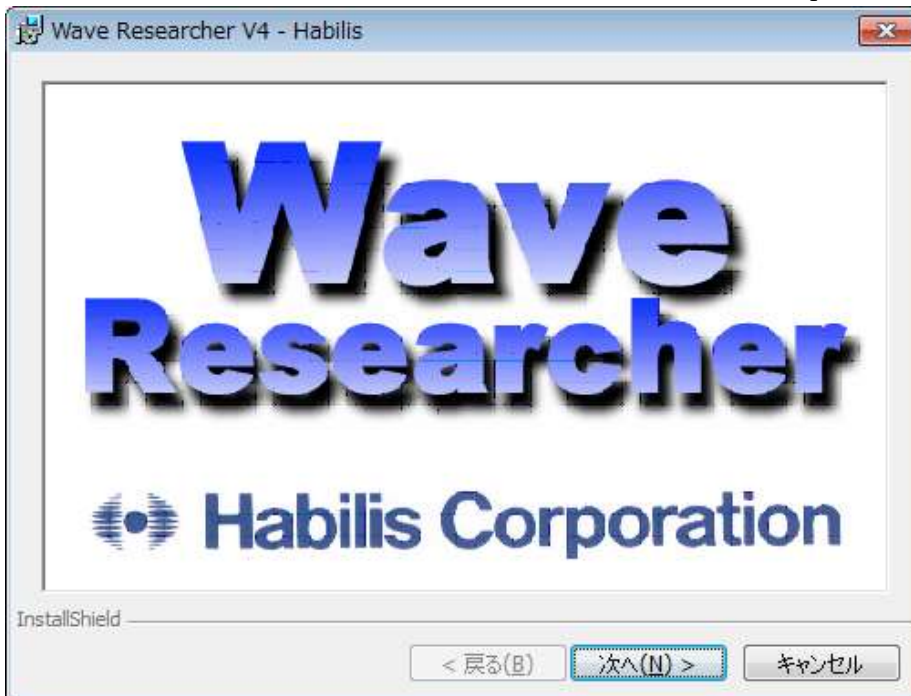 Wave Researcher V4 - Habilis
Wave
Researcher
Habilis Corporation
InstallShield
< 戻る(B)
次へ(N) >
キャンセル